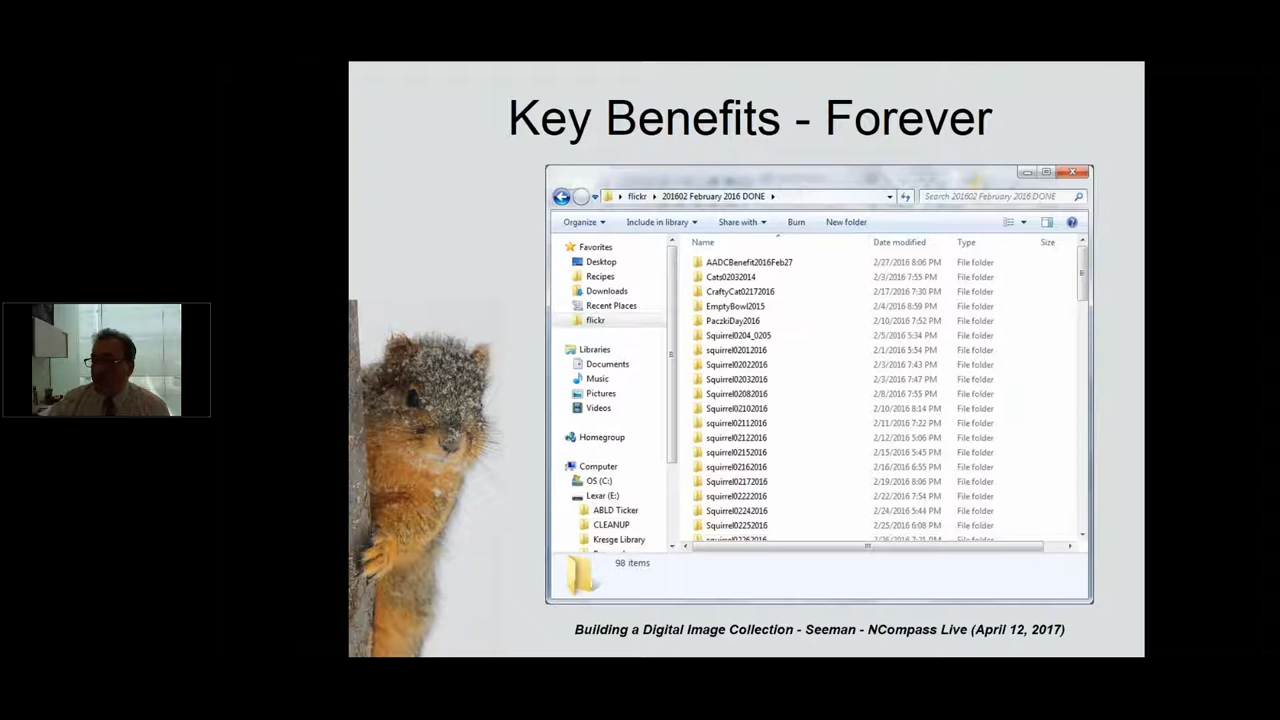 Key Benefits - Forever
flickr
201602 February 2016 DONE
Search 201602 February 2016 DONE
Organize
Include in library
Share with
Burn
New folder
Favorites
Desktop
Recipes
Downloads
Recent Places
flickr
Libraries
Documents
Music
Pictures
Videos
Homegroup
Computer
OS (C:)
Lexar (E:)
ABLD Ticker
CLEANUP
Kresge Library
Name Date modified Type Size
AADCBenefit2016Feb27 2/27/2016 8:06 PM File folder
Cats02032014 2/3/2016 7:55 PM File folder
CraftyCat02172016 2/17/2016 7:30 PM File folder
EmptyBowl2015 2/4/2016 8:59 PM File folder
PaczkiDay2016 2/10/2016 7:52 PM File folder
Squirrel0204_0205 2/5/2016 5:34 PM File folder
squirrel02012016 2/1/2016 5:54 PM File folder
Squirrel02022016 2/3/2016 7:43 PM File folder
Squirrel02032016 2/3/2016 7:47 PM File folder
Squirrel02082016 2/8/2016 7:55 PM File folder
Squirrel02102016 2/10/2016 8:14 PM File folder
Squirrel02112016 2/11/2016 7:22 PM File folder
squirrel02122016 2/12/2016 5:06 PM File folder
squirrel02152016 2/15/2016 5:45 PM File folder
squirrel02162016 2/16/2016 6:55 PM File folder
Squirrel02172016 2/19/2016 8:06 PM File folder
squirrel02222016 2/22/2016 7:54 PM File folder
Squirrel02242016 2/24/2016 5:44 PM File folder
Squirrel02252016 2/25/2016 6:08 PM File folder
squirrel02262016 2/26/2016 7:21 PM File folder
98 items
Building a Digital Image Collection - Seeman - NCompass Live (April 12, 2017)